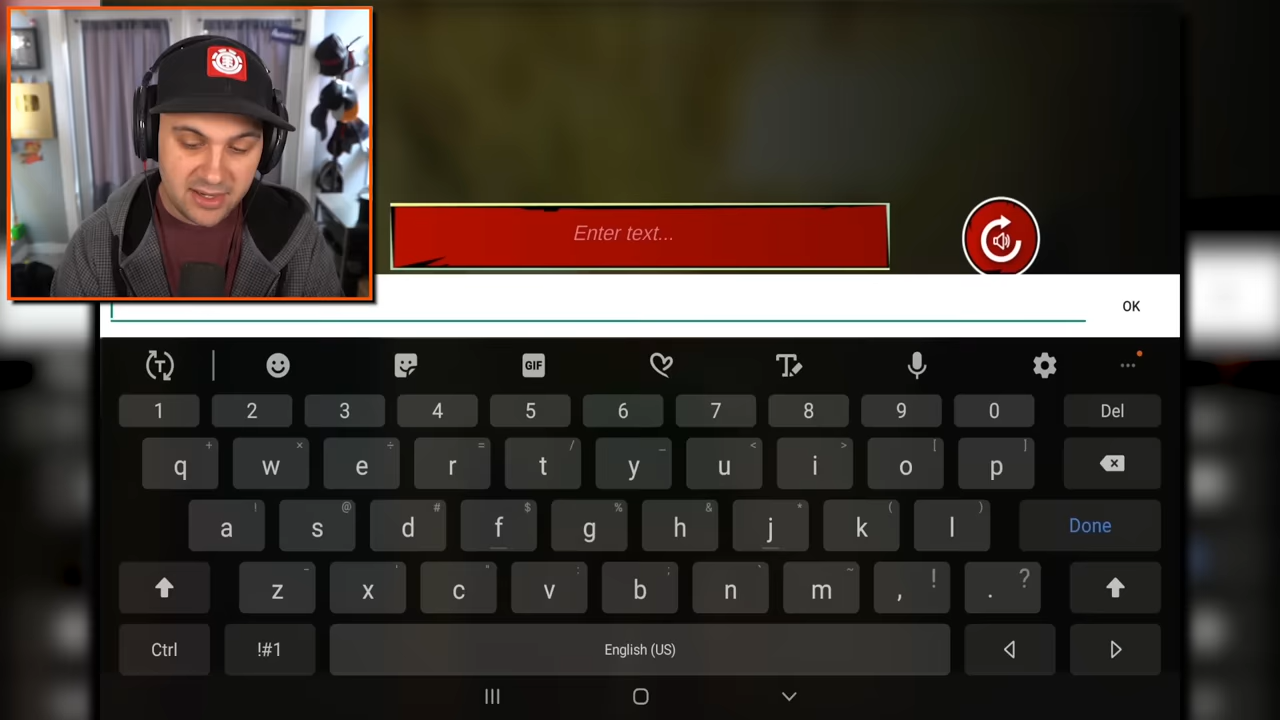 Enter text...
OK
T
GIF
T
...
1 2 3 4 5 6 7 8 9 0 Del
+ × ÷ = / _ < > [ ]
q w e r t y u i o p
! @ # $ % & * ( )
a s d f g h j k l Done
- ' " : ; ` ~ ! ?
z x c v b n m , .
Ctrl !#1 English (US)